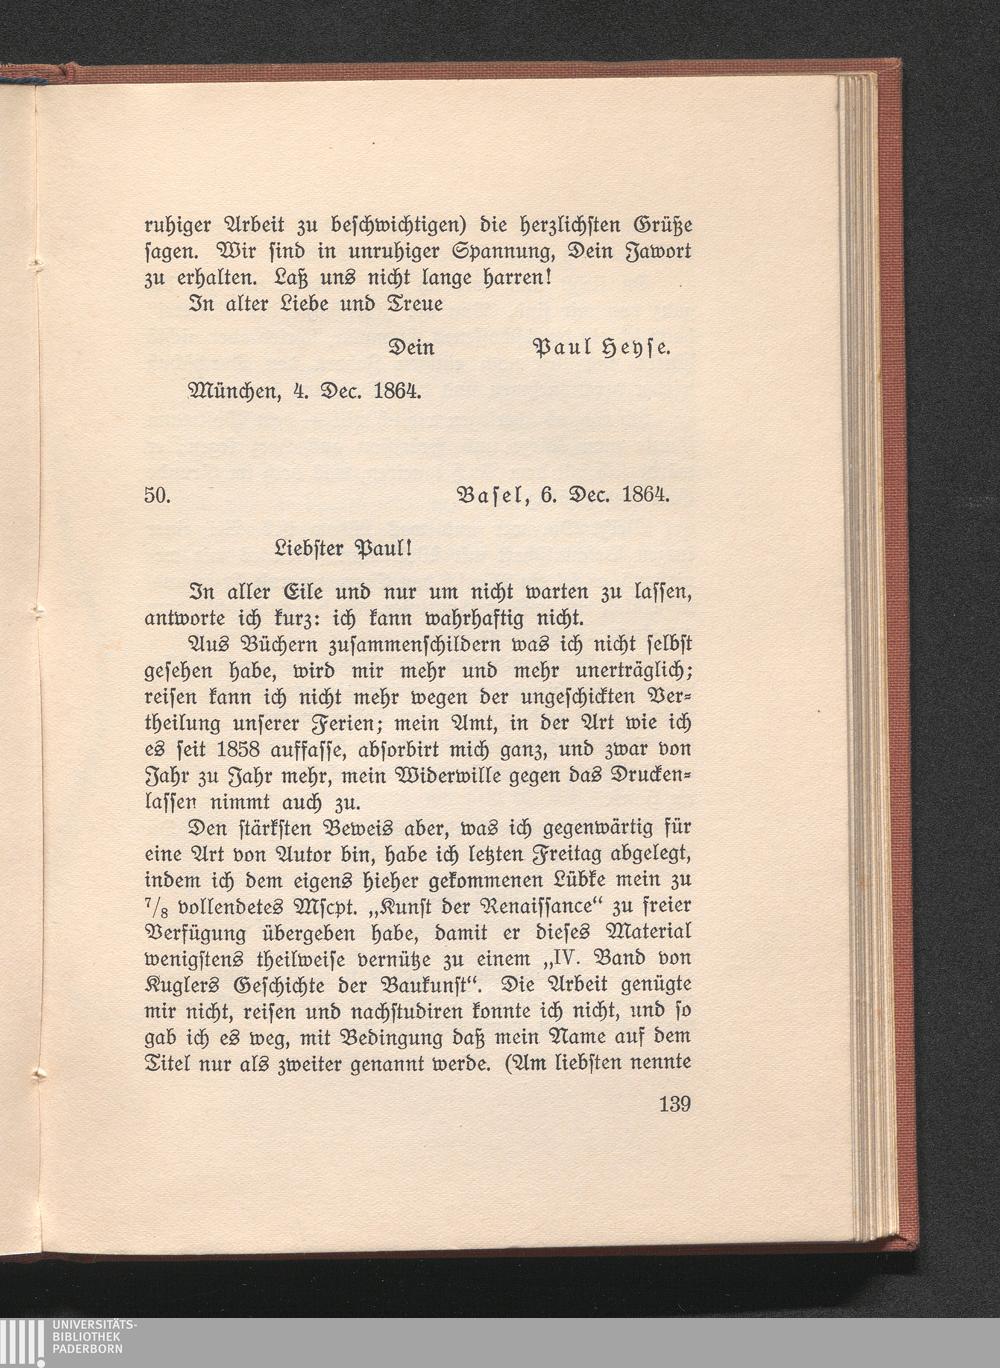 ruhiger Arbeit zu beschwichtigen) die herzlichsten Grüße
sagen. Wir sind in unruhiger Spannung, Dein Jawort
zu erhalten. Laß uns nicht lange harren!
In alter Liebe und Treue
Dein Paul Heyse.
München, 4. Dec. 1864.
50. Basel, 6. Dec. 1864.
Liebster Paul!
In aller Eile und nur um nicht warten zu lassen,
antworte ich kurz: ich kann wahrhaftig nicht.
Aus Büchern zusammenschildern was ich nicht selbst
gesehen habe, wird mir mehr und mehr unerträglich;
reisen kann ich nicht mehr wegen der ungeschickten Ver=
theilung unserer Ferien; mein Amt, in der Art wie ich
es seit 1858 auffasse, absorbirt mich ganz, und zwar von
Jahr zu Jahr mehr, mein Widerwille gegen das Drucken=
lassen nimmt auch zu.
Den stärksten Beweis aber, was ich gegenwärtig für
eine Art von Autor bin, habe ich letzten Freitag abgelegt,
indem ich dem eigens hieher gekommenen Lübke mein zu
⁷/₈ vollendetes Mscpt. „Kunst der Renaissance“ zu freier
Verfügung übergeben habe, damit er dieses Material
wenigstens theilweise vernütze zu einem „IV. Band von
Kuglers Geschichte der Baukunst“. Die Arbeit genügte
mir nicht, reisen und nachstudiren konnte ich nicht, und so
gab ich es weg, mit Bedingung daß mein Name auf dem
Titel nur als zweiter genannt werde. (Am liebsten nennte
139
UNIVERSITÄTS-
BIBLIOTHEK
PADERBORN